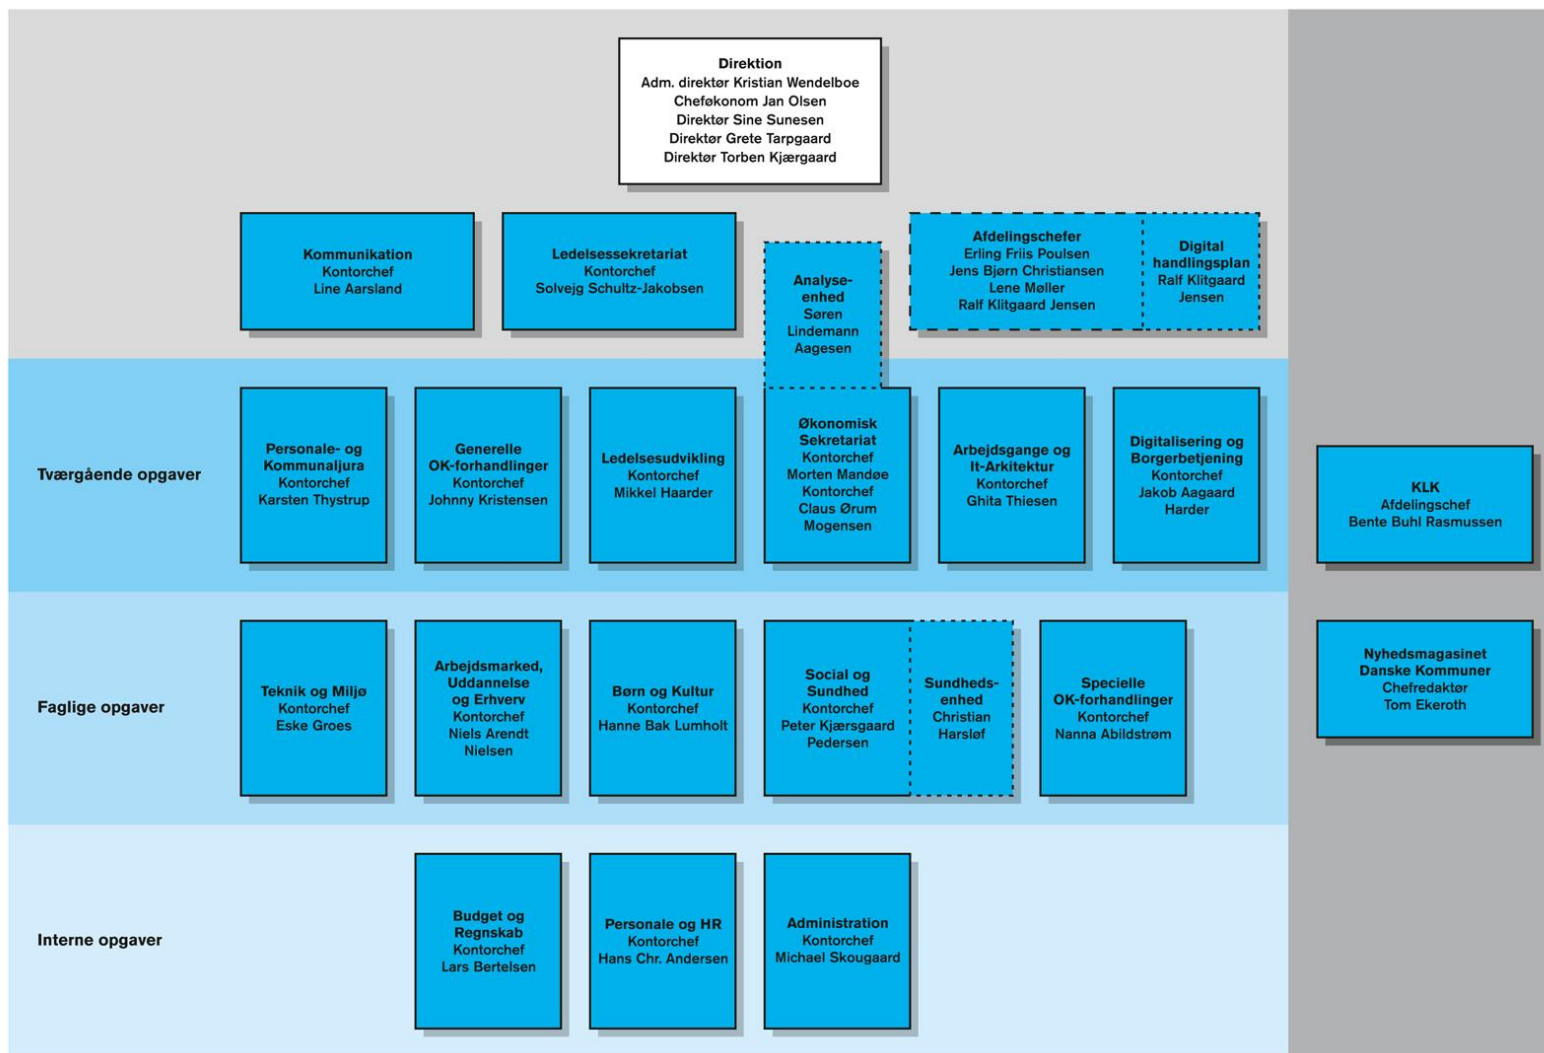 Direktion
Adm. direktør Kristian Wendelboe
Cheføkonom Jan Olsen
Direktør Sine Sunesen
Direktør Grete Tarpgaard
Direktør Torben Kjærgaard
Kommunikation
Kontorchef
Line Aarsland
Ledelsessekretariat
Kontorchef
Solvejg Schultz-Jakobsen
Analyse-
enhed
Søren
Lindemann
Aagesen
Afdelingschefer
Erling Friis Poulsen
Jens Bjørn Christiansen
Lene Møller
Ralf Klitgaard Jensen
Digital
handlingsplan
Ralf Klitgaard
Jensen
Tværgående opgaver
Personale- og
Kommunaljura
Kontorchef
Karsten Thystrup
Generelle
OK-forhandlinger
Kontorchef
Johnny Kristensen
Ledelsesudvikling
Kontorchef
Mikkel Haarder
Økonomisk
Sekretariat
Kontorchef
Morten Mandøe
Kontorchef
Claus Ørum
Mogensen
Arbejdsgange og
It-Arkitektur
Kontorchef
Ghita Thiesen
Digitalisering og
Borgerbetjening
Kontorchef
Jakob Aagaard
Harder
KLK
Afdelingschef
Bente Buhl Rasmussen
Faglige opgaver
Teknik og Miljø
Kontorchef
Eske Groes
Arbejdsmarked,
Uddannelse
og Erhverv
Kontorchef
Niels Arendt
Nielsen
Børn og Kultur
Kontorchef
Hanne Bak Lumholt
Social og
Sundhed
Kontorchef
Peter Kjærsgaard
Pedersen
Sundheds-
enhed
Christian
Harsløf
Specielle
OK-forhandlinger
Kontorchef
Nanna Abildstrøm
Nyhedsmagasinet
Danske Kommuner
Chefredaktør
Tom Ekeroth
Interne opgaver
Budget og
Regnskab
Kontorchef
Lars Bertelsen
Personale og HR
Kontorchef
Hans Chr. Andersen
Administration
Kontorchef
Michael Skougaard